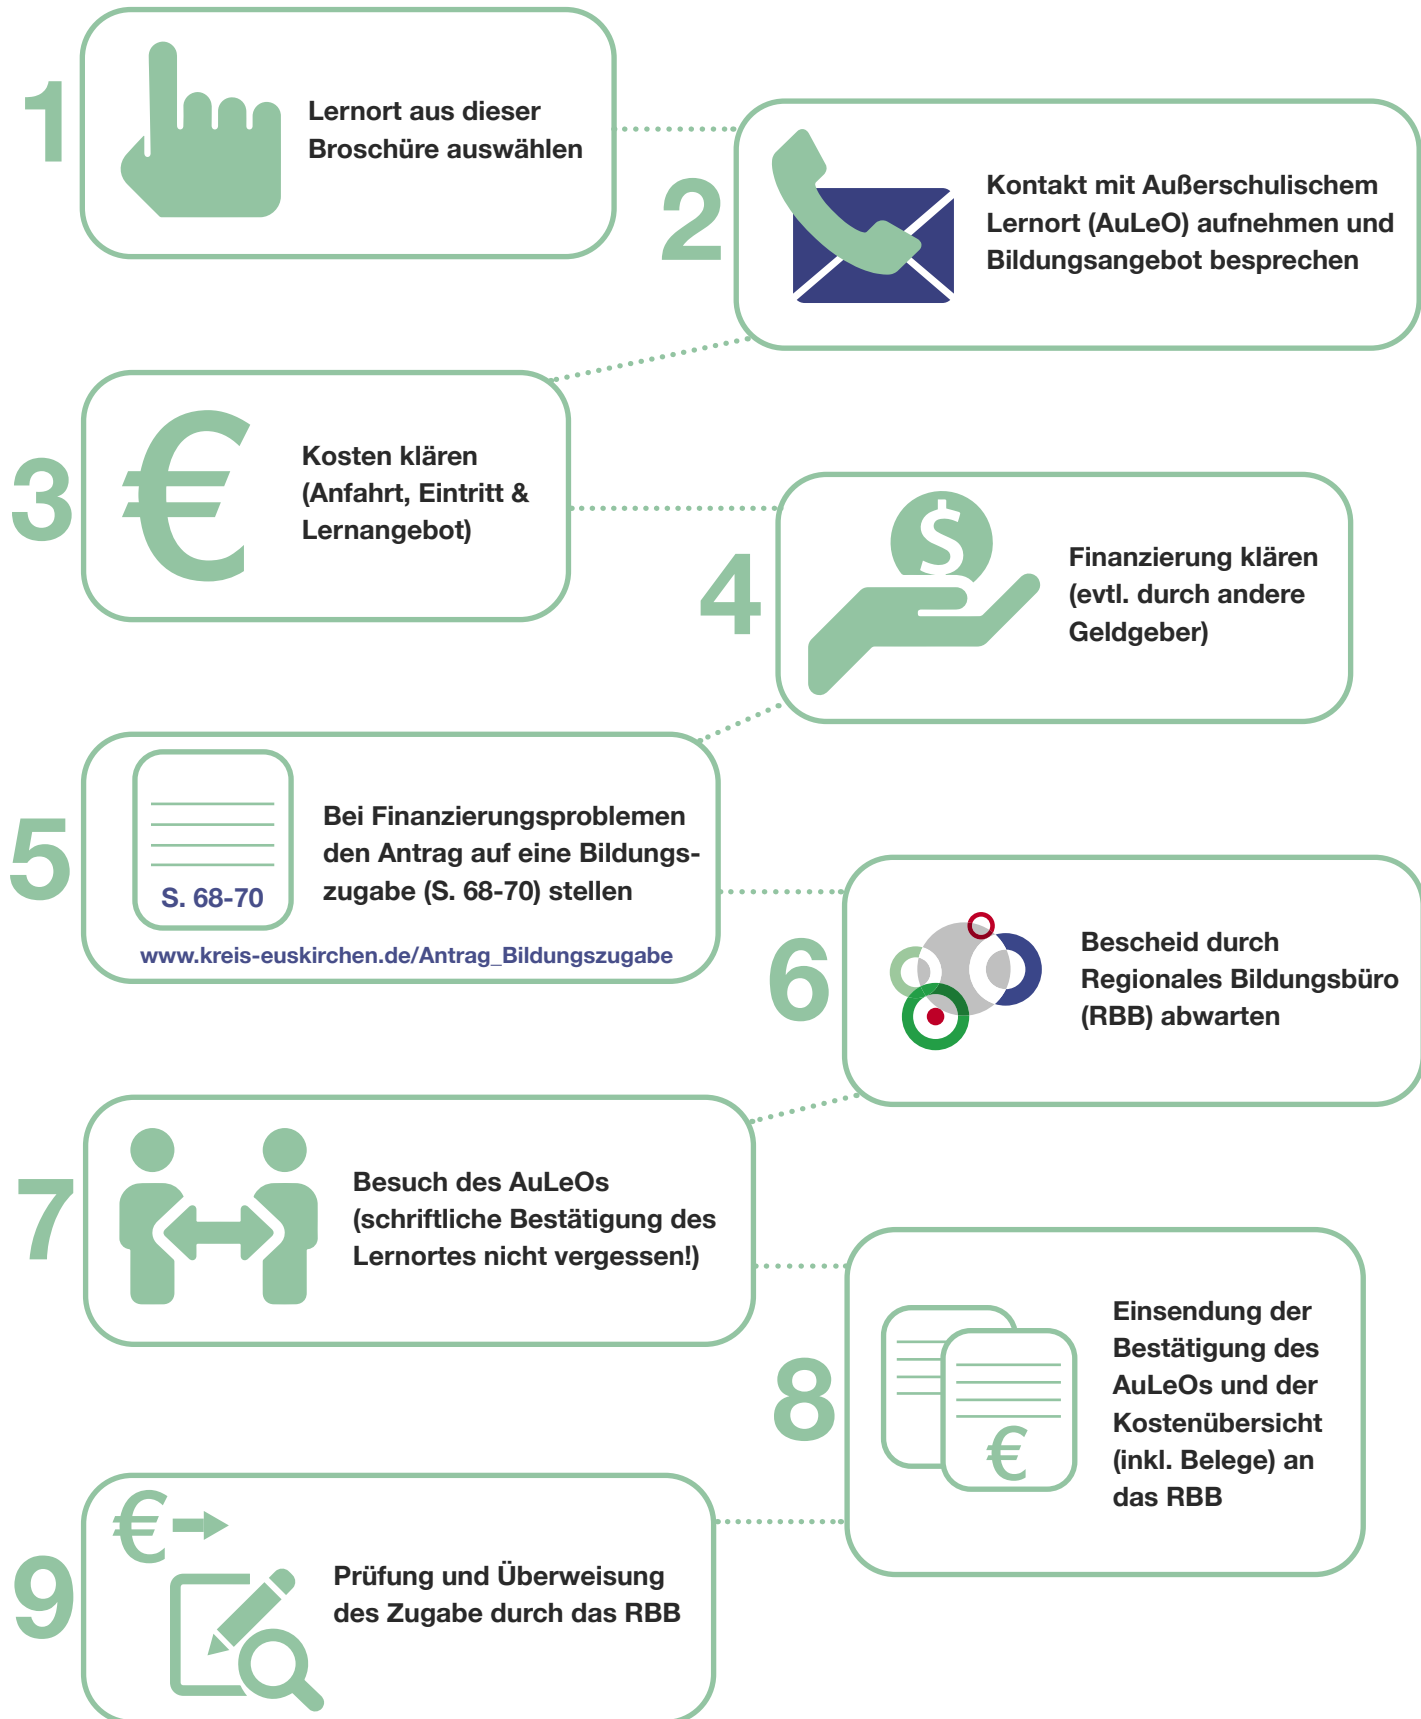 1
Lernort aus dieser
Broschüre auswählen
2
Kontakt mit Außerschulischem
Lernort (AuLeO) aufnehmen und
Bildungsangebot besprechen
3
€
Kosten klären
(Anfahrt, Eintritt &
Lernangebot)
4
$
Finanzierung klären
(evtl. durch andere
Geldgeber)
5
S. 68-70
Bei Finanzierungsproblemen
den Antrag auf eine Bildungs-
zugabe (S. 68-70) stellen
www.kreis-euskirchen.de/Antrag_Bildungszugabe
6
Bescheid durch
Regionales Bildungsbüro
(RBB) abwarten
7
Besuch des AuLeOs
(schriftliche Bestätigung des
Lernortes nicht vergessen!)
8
€
Einsendung der
Bestätigung des
AuLeOs und der
Kostenübersicht
(inkl. Belege) an
das RBB
9
€
Prüfung und Überweisung
des Zugabe durch das RBB